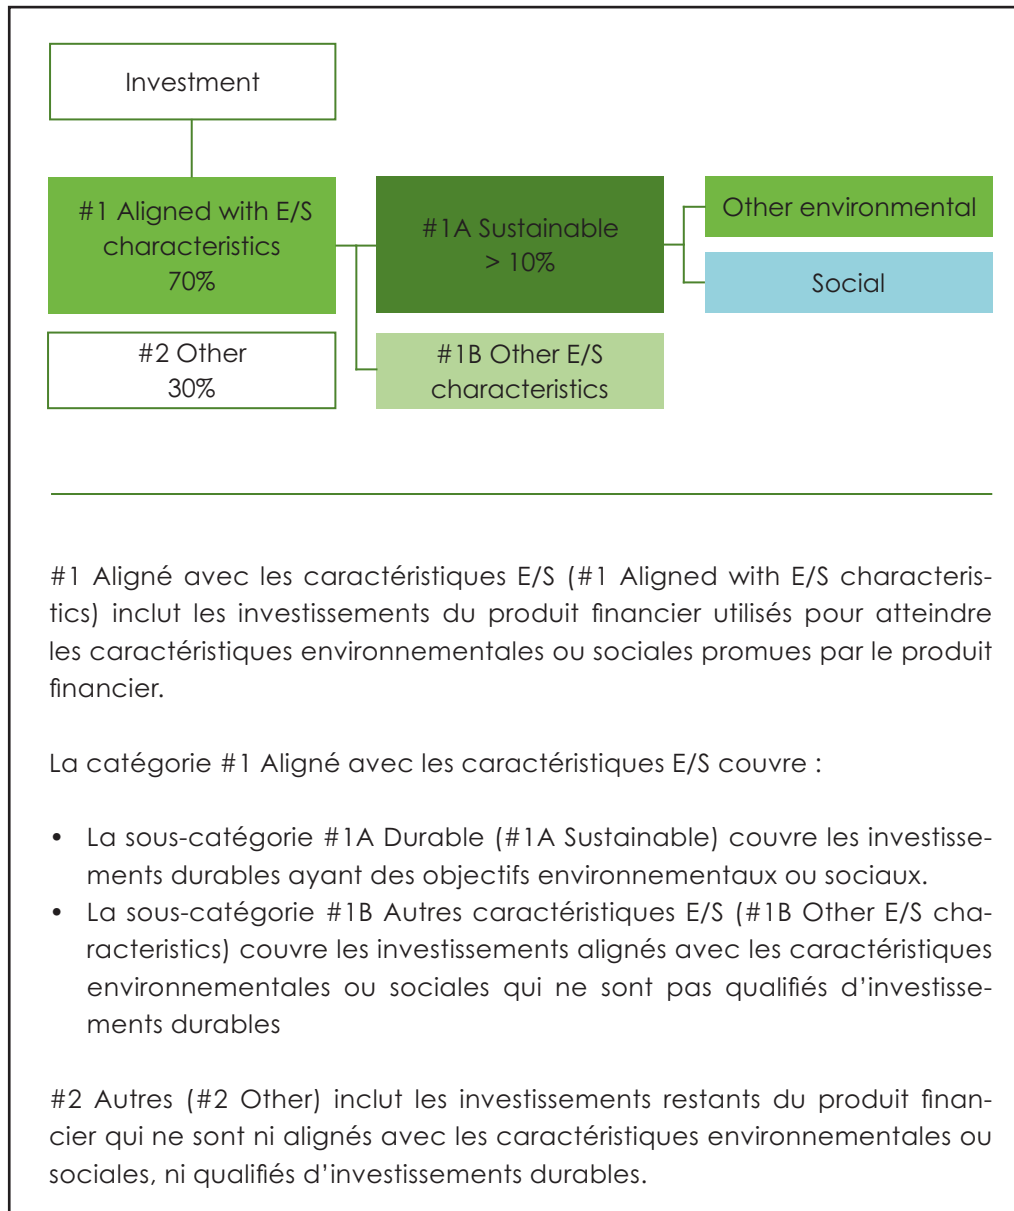 Investment
#1 Aligned with E/S
characteristics
70%
#1A Sustainable
> 10%
Other environmental
Social
#2 Other
30%
#1B Other E/S
characteristics
#1 Aligné avec les caractéristiques E/S (#1 Aligned with E/S characteris-
tics) inclut les investissements du produit financier utilisés pour atteindre
les caractéristiques environnementales ou sociales promues par le produit
financier.
La catégorie #1 Aligné avec les caractéristiques E/S couvre :
• La sous-catégorie #1A Durable (#1A Sustainable) couvre les investisse-
ments durables ayant des objectifs environnementaux ou sociaux.
• La sous-catégorie #1B Autres caractéristiques E/S (#1B Other E/S cha-
racteristics) couvre les investissements alignés avec les caractéristiques
environnementales ou sociales qui ne sont pas qualifiés d’investisse-
ments durables
#2 Autres (#2 Other) inclut les investissements restants du produit finan-
cier qui ne sont ni alignés avec les caractéristiques environnementales ou
sociales, ni qualifiés d’investissements durables.